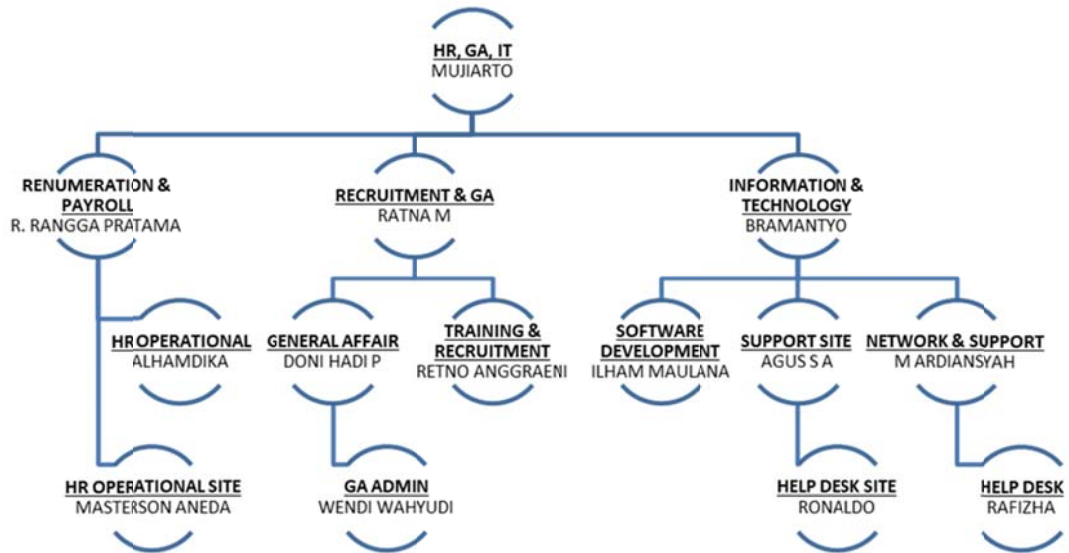 HR, GA, IT
MUJIARTO
RENUMERATION &
PAYROLL
R. RANGGA PRATAMA
RECRUITMENT & GA
RATNA M
INFORMATION &
TECHNOLOGY
BRAMANTYO
HR OPERATIONAL
ALHAMDIKA
GENERAL AFFAIR
DONI HADI P
TRAINING &
RECRUITMENT
RETNO ANGGRAENI
SOFTWARE
DEVELOPMENT
ILHAM MAULANA
SUPPORT SITE
AGUS S A
NETWORK & SUPPORT
M ARDIANSYAH
HR OPERATIONAL SITE
MASTERSON ANEDA
GA ADMIN
WENDI WAHYUDI
HELP DESK SITE
RONALDO
HELP DESK
RAFIZHA